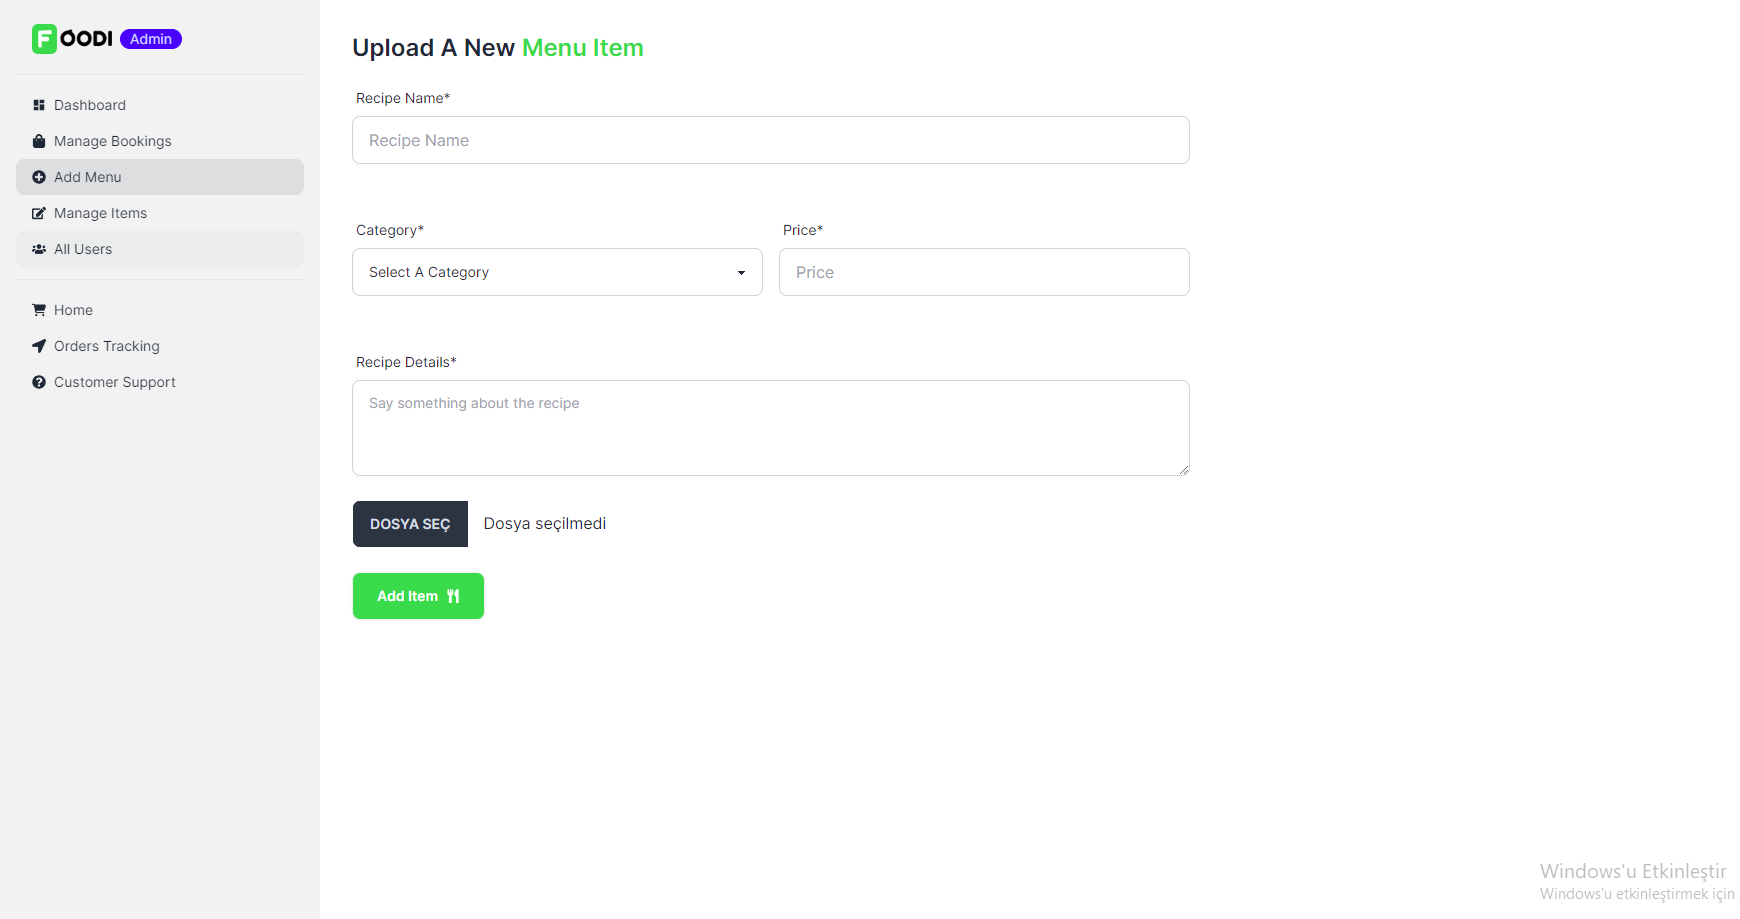 FOODI Admin
Dashboard
Manage Bookings
Add Menu
Manage Items
All Users
Home
Orders Tracking
Customer Support
Upload A New Menu Item
Recipe Name*
Recipe Name
Category* Price*
Select A Category Price
Recipe Details*
Say something about the recipe
DOSYA SEÇ Dosya seçilmedi
Add Item
Windows'u Etkinleştir
Windows'u etkinleştirmek için